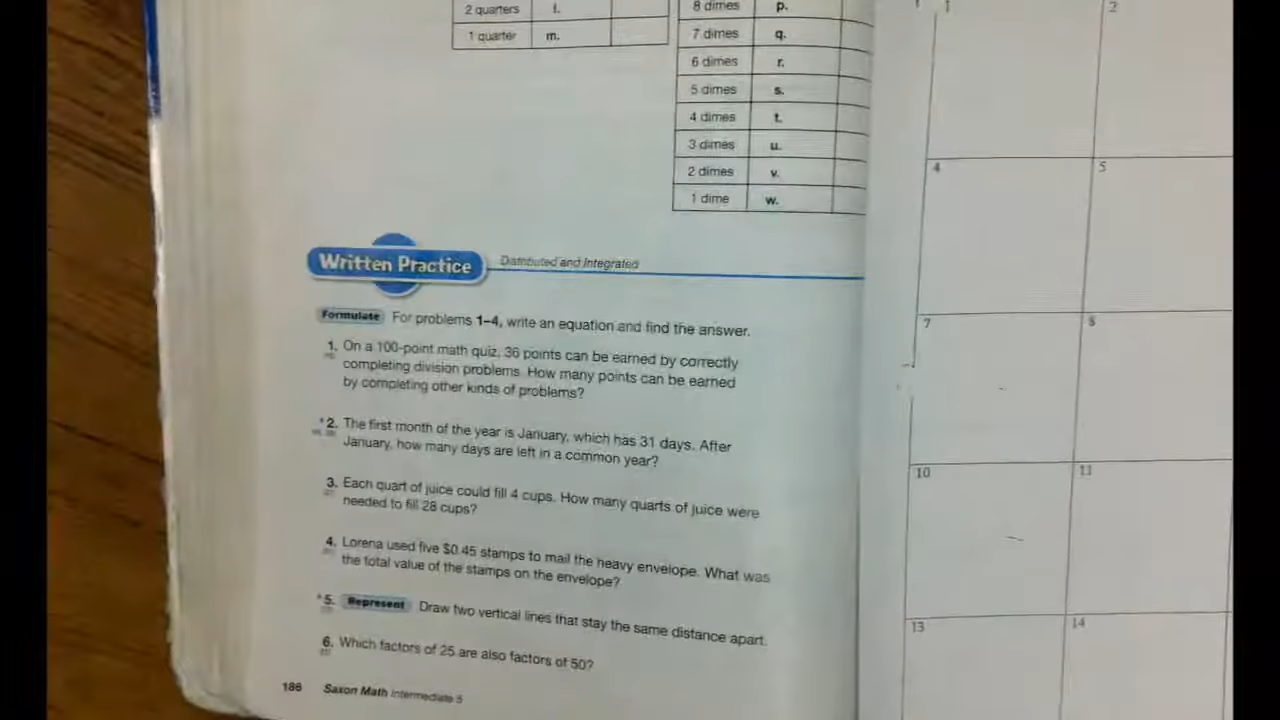 2 quarters
1 quarter m.
8 dimes p.
7 dimes q.
6 dimes r.
5 dimes s.
4 dimes t.
3 dimes u.
2 dimes v.
1 dime w.
Written Practice Distributed and Integrated
Formulate For problems 1–4, write an equation and find the answer.
1. On a 100-point math quiz, 36 points can be earned by correctly
completing division problems. How many points can be earned
by completing other kinds of problems?
*2. The first month of the year is January, which has 31 days. After
January, how many days are left in a common year?
3. Each quart of juice could fill 4 cups. How many quarts of juice were
needed to fill 28 cups?
4. Lorena used five $0.45 stamps to mail the heavy envelope. What was
the total value of the stamps on the envelope?
*5. Represent Draw two vertical lines that stay the same distance apart.
6. Which factors of 25 are also factors of 50?
186 Saxon Math Intermediate 5
1 2
4 5
7 8
10 11
13 14